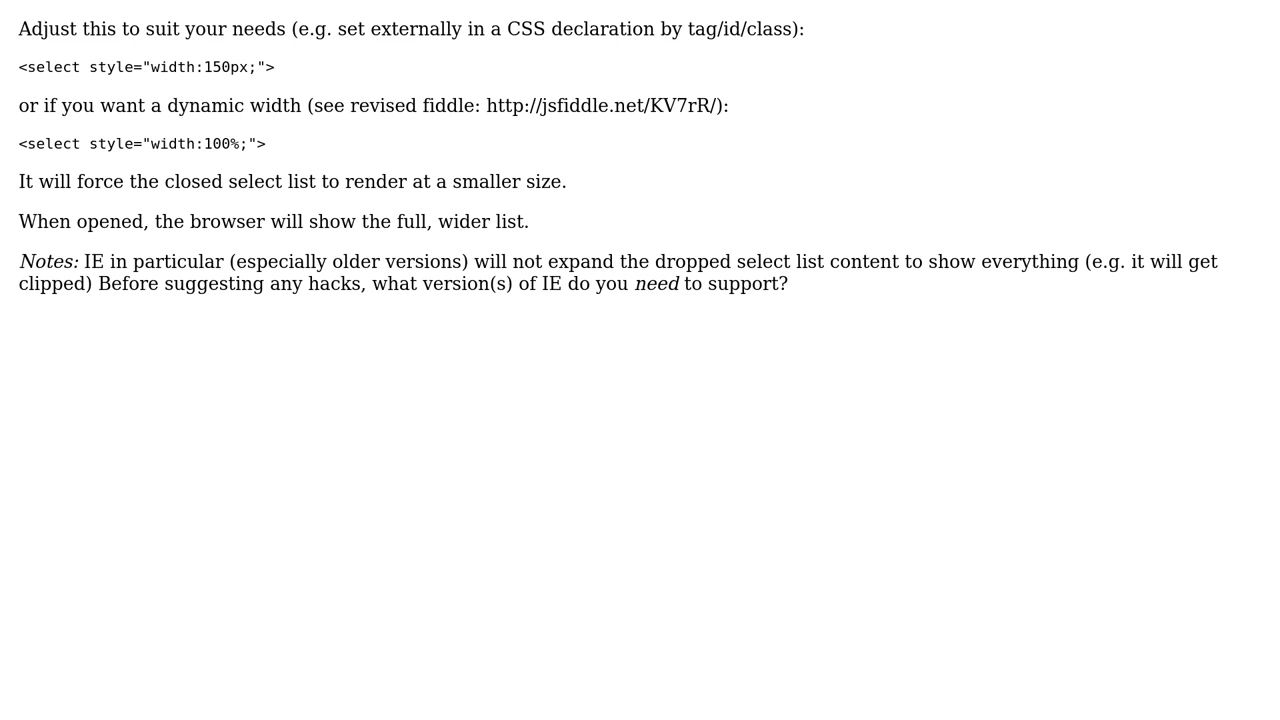 Adjust this to suit your needs (e.g. set externally in a CSS declaration by tag/id/class):
<select style="width:150px;">
or if you want a dynamic width (see revised fiddle: http://jsfiddle.net/KV7rR/):
<select style="width:100%;">
It will force the closed select list to render at a smaller size.
When opened, the browser will show the full, wider list.
Notes: IE in particular (especially older versions) will not expand the dropped select list content to show everything (e.g. it will get
clipped) Before suggesting any hacks, what version(s) of IE do you need to support?